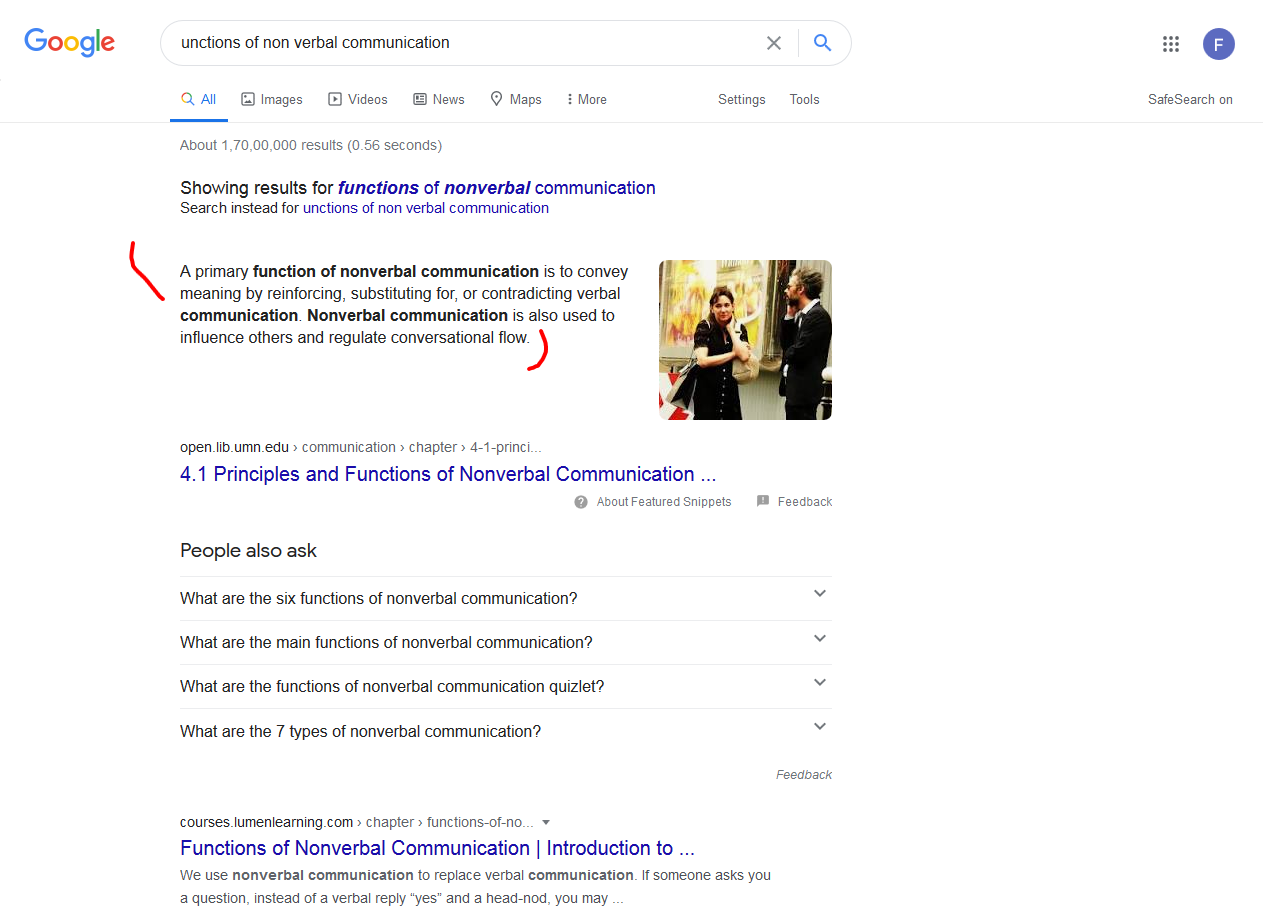 Google
unctions of non verbal communication
F
All Images Videos News Maps More Settings Tools SafeSearch on
About 1,70,00,000 results (0.56 seconds)
Showing results for functions of nonverbal communication
Search instead for unctions of non verbal communication
A primary function of nonverbal communication is to convey
meaning by reinforcing, substituting for, or contradicting verbal
communication. Nonverbal communication is also used to
influence others and regulate conversational flow.
open.lib.umn.edu › communication › chapter › 4-1-princi...
4.1 Principles and Functions of Nonverbal Communication ...
About Featured Snippets Feedback
People also ask
What are the six functions of nonverbal communication?
What are the main functions of nonverbal communication?
What are the functions of nonverbal communication quizlet?
What are the 7 types of nonverbal communication?
Feedback
courses.lumenlearning.com › chapter › functions-of-no...
Functions of Nonverbal Communication | Introduction to ...
We use nonverbal communication to replace verbal communication. If someone asks you
a question, instead of a verbal reply “yes” and a head-nod, you may ...